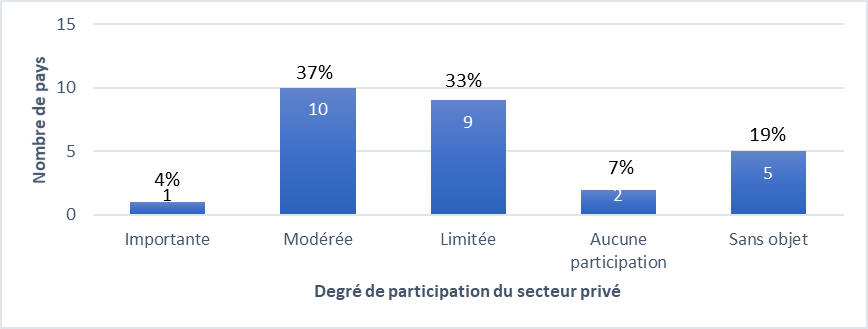 15
10
5
0
Nombre de pays
4%
1
37%
10
33%
9
7%
2
19%
5
Importante
Modérée
Limitée
Aucune
participation
Sans objet
Degré de participation du secteur privé